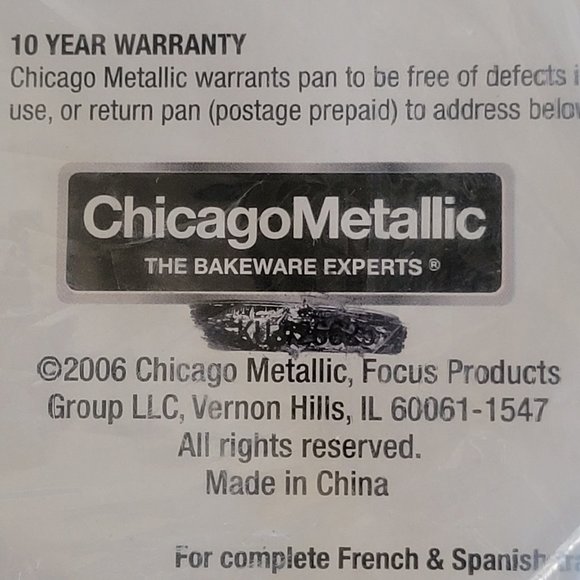 10 YEAR WARRANTY
Chicago Metallic warrants pan to be free of defects
use, or return pan (postage prepaid) to address
ChicagoMetallic
THE BAKEWARE EXPERTS ®
©2006 Chicago Metallic, Focus Products
Group LLC, Vernon Hills, IL 60061-1547
All rights reserved.
Made in China
For complete French & Spanish